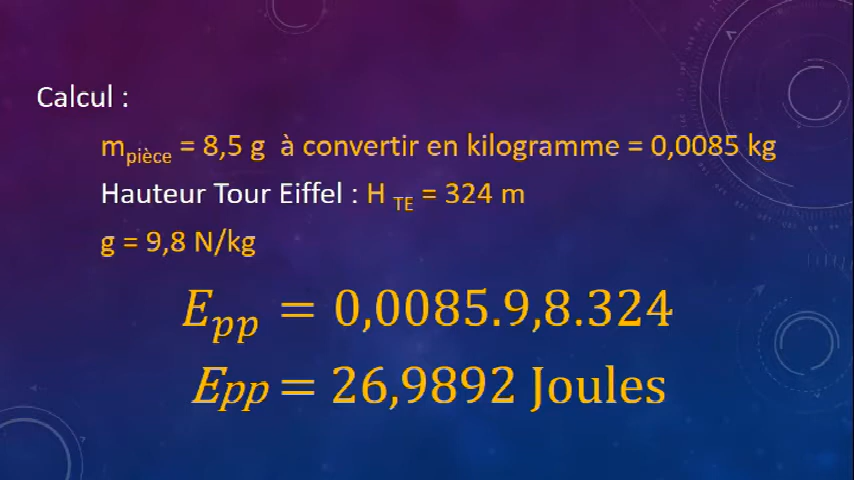 Calcul :
m pièce = 8,5 g à convertir en kilogramme = 0,0085 kg
Hauteur Tour Eiffel : H TE = 324 m
g = 9,8 N/kg
Epp = 0,0085.9,8.324
Epp = 26,9892 Joules